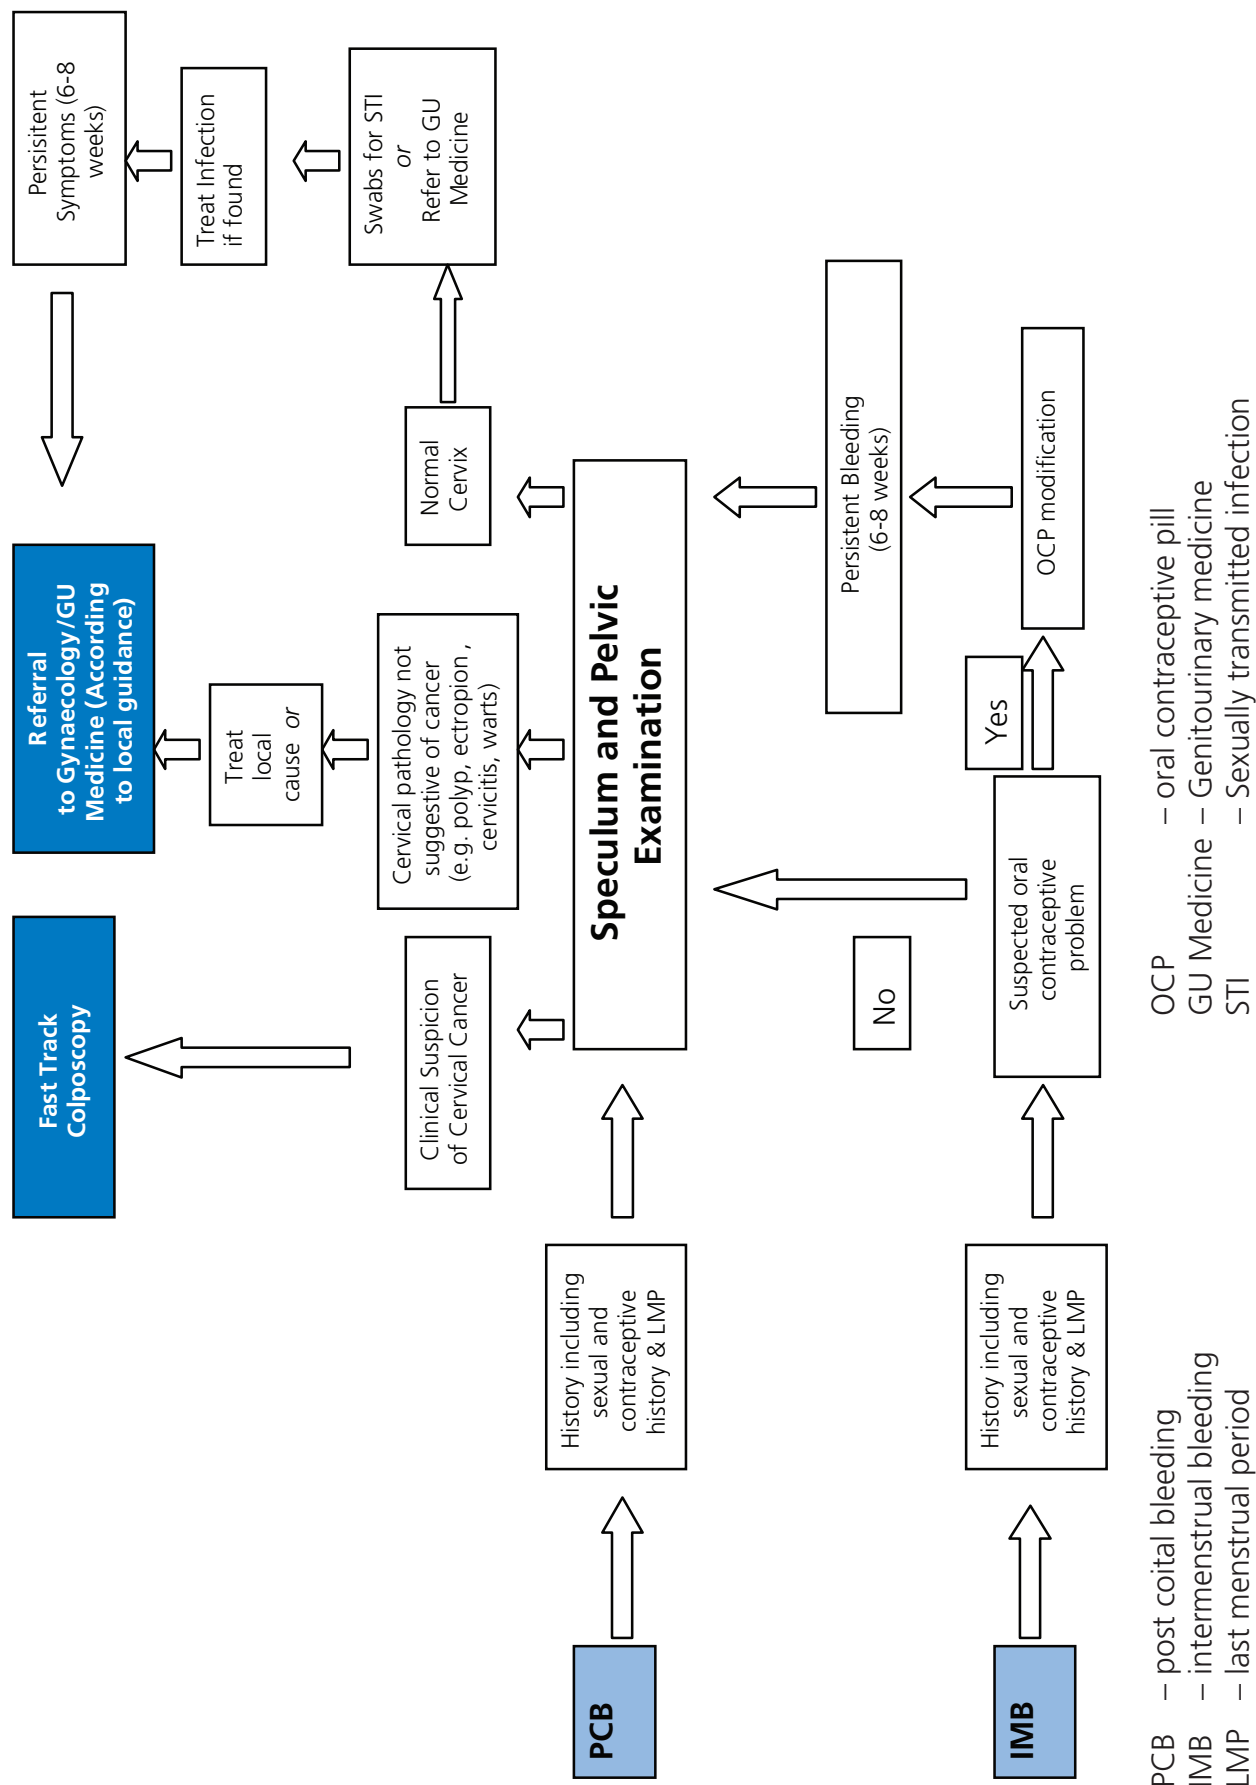 PCB
History including
sexual and
contraceptive
history & LMP
IMB
History including
sexual and
contraceptive
history & LMP
Suspected oral
contraceptive
problem
No
Yes
OCP modification
Persistent Bleeding
(6-8 weeks)
Speculum and Pelvic
Examination
Clinical Suspicion
of Cervical Cancer
Fast Track
Colposcopy
Cervical pathology not
suggestive of cancer
(e.g. polyp, ectropion ,
cervicitis, warts)
Treat
local
cause or
Referral
to Gynaecology/GU
Medicine (According
to local guidance)
Normal
Cervix
Swabs for STI
or
Refer to GU
Medicine
Treat Infection
if found
Persisitent
Symptoms (6-8
weeks)
PCB – post coital bleeding
IMB – intermenstrual bleeding
LMP – last menstrual period
OCP – oral contraceptive pill
GU Medicine – Genitourinary medicine
STI – Sexually transmitted infection